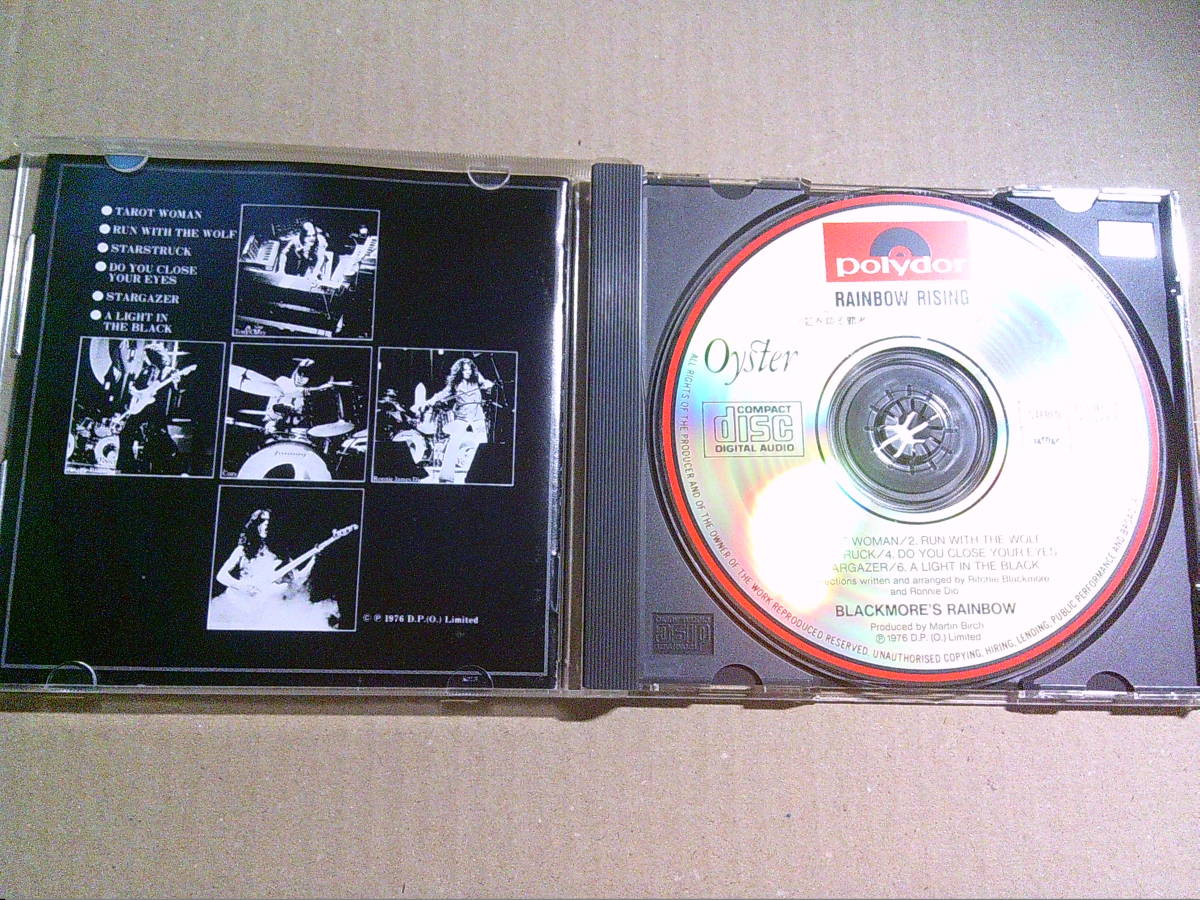 TAROT WOMAN
RUN WITH THE WOLF
STARSTRUCK
DO YOU CLOSE
YOUR EYES
STARGAZER
A LIGHT IN
THE BLACK
Ronnie James
© ℗ 1976 D.P. (O.) Limited
polydor
RAINBOW RISING
Oyster
COMPACT
disc
DIGITAL AUDIO
WOMAN/2. RUN WITH THE WOLF
RUCK/4. DO YOU CLOSE YOUR EYES
ARGAZER/6. A LIGHT IN THE BLACK
ctions written and arranged by Ritchie Blackmore
and Ronnie Dio
BLACKMORE'S RAINBOW
Produced by Martin Birch
℗ 1976 D.P. (O.) Limited
ALL RIGHTS OF THE PRODUCER AND OF THE OWNER OF THE WORK REPRODUCED RESERVED. UNAUTHORISED COPYING, HIRING, LENDING, PUBLIC PERFORMANCE AND